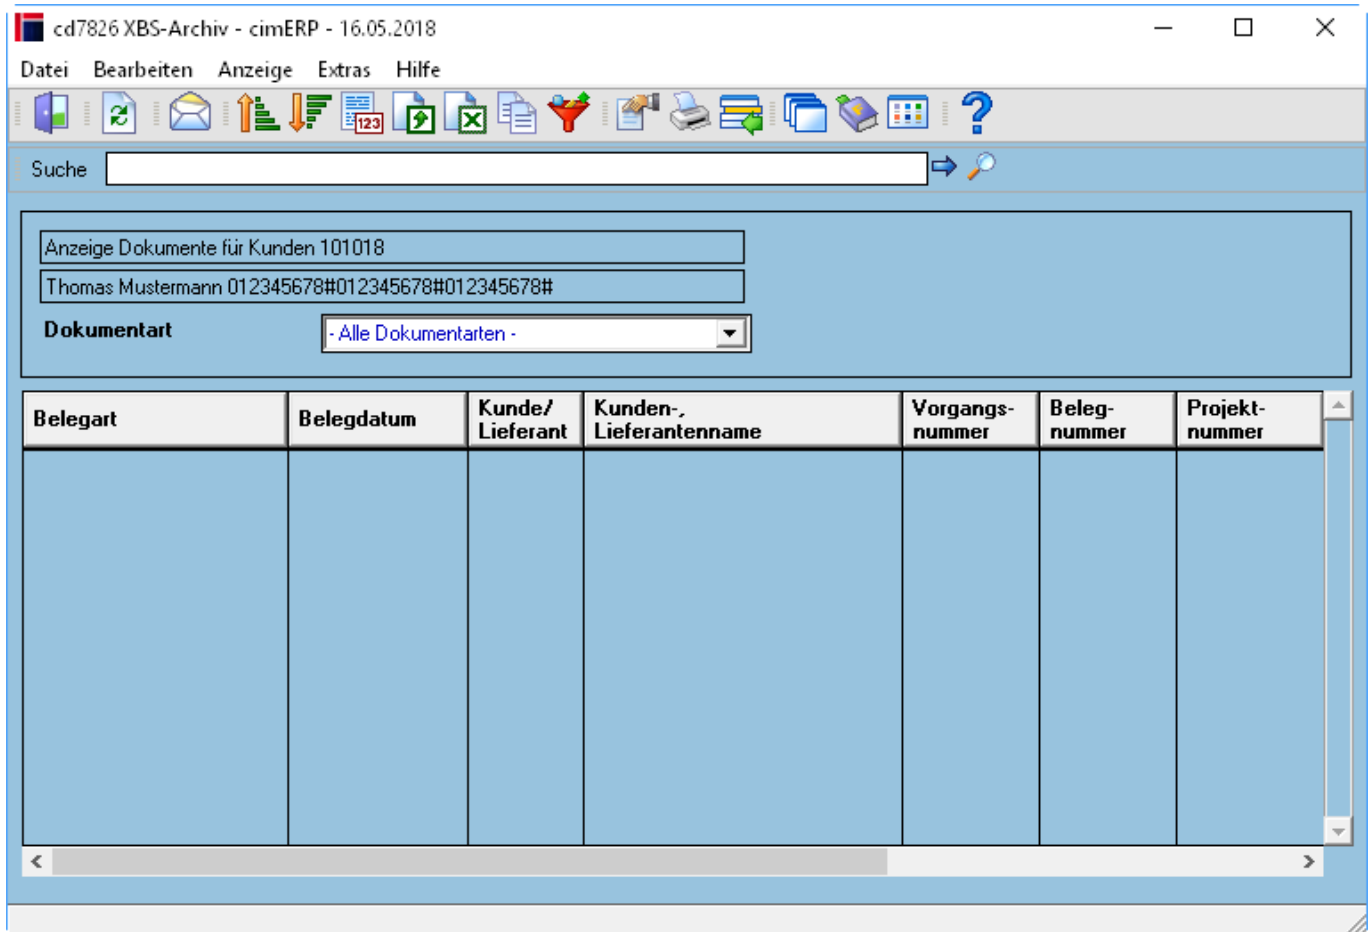 cd7826 XBS-Archiv - cimERP - 16.05.2018
Datei Bearbeiten Anzeige Extras Hilfe
123
Suche
Anzeige Dokumente für Kunden 101018
Thomas Mustermann 012345678#012345678#012345678#
Dokumentart - Alle Dokumentarten -
Belegart Belegdatum Kunde/ Kunden-, Vorgangs- Beleg- Projekt-
Lieferant Lieferantenname nummer nummer nummer